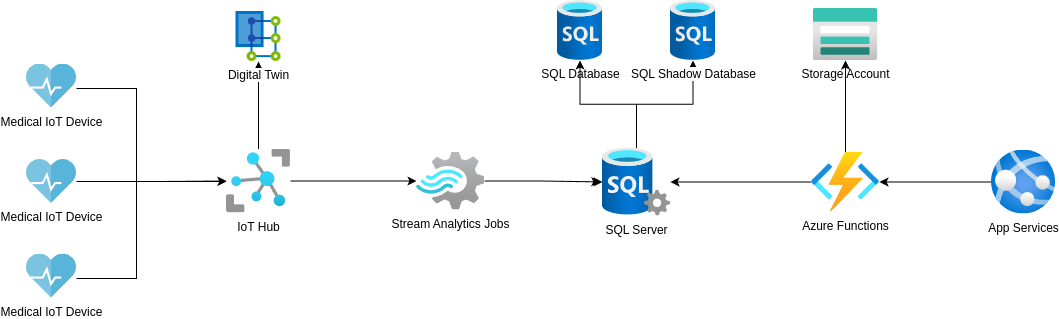 Digital Twin
SQL
SQL
SQL Database
SQL Shadow Database
Storage Account
Medical IoT Device
Medical IoT Device
Medical IoT Device
IoT Hub
Stream Analytics Jobs
SQL
SQL Server
Azure Functions
App Services